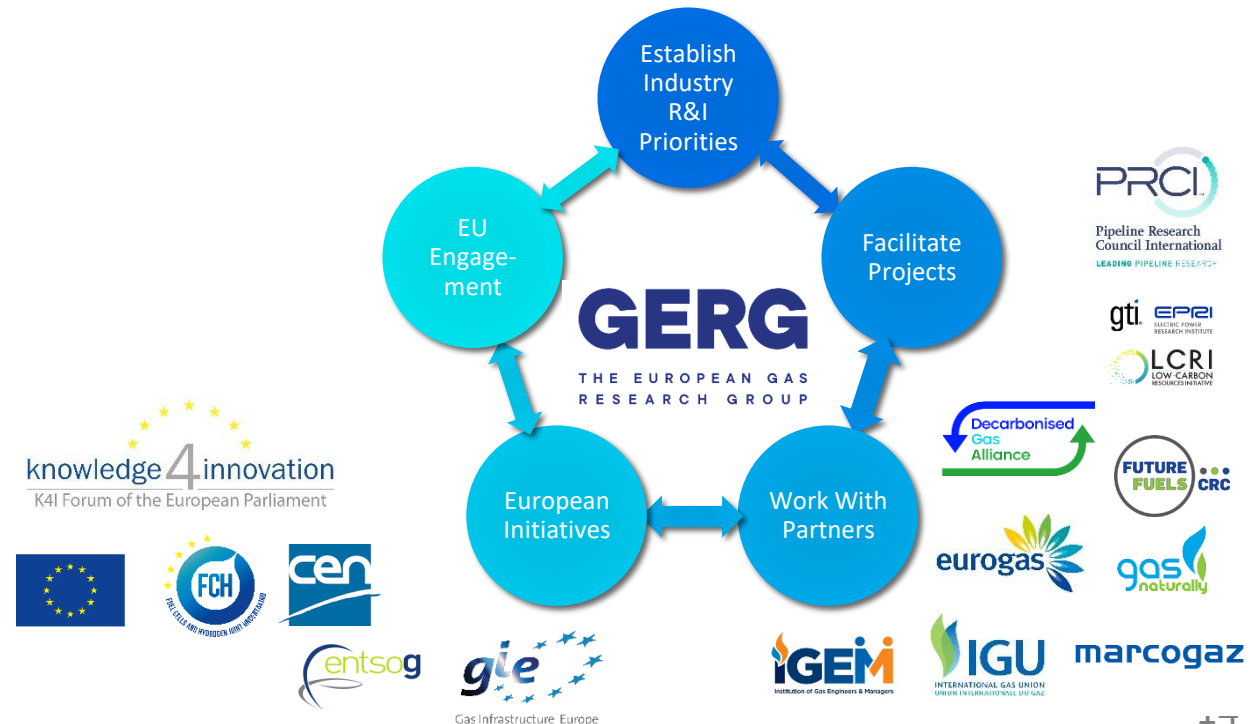 Establish
Industry
R&I
Priorities
EU
Engage-
ment
Facilitate
Projects
GERG
THE EUROPEAN GAS
RESEARCH GROUP
European
Initiatives
Work With
Partners
PRCI
Pipeline Research
Council International
LEADING PIPELINE RESEARCH
gti
EPRI
ELECTRIC POWER
RESEARCH INSTITUTE
LCRI
LOW-CARBON
RESOURCES INITIATIVE
Decarbonised
Gas
Alliance
FUTURE
FUELS
CRC
eurogas
gas
naturally
IGEM
Institution of Gas Engineers & Managers
IGU
INTERNATIONAL GAS UNION
UNION INTERNATIONALE DU GAZ
marcogaz
knowledge4innovation
K4I Forum of the European Parliament
FCH
FUEL CELLS AND HYDROGEN JOINT UNDERTAKING
cen
entsog
gie
Gas Infrastructure Europe